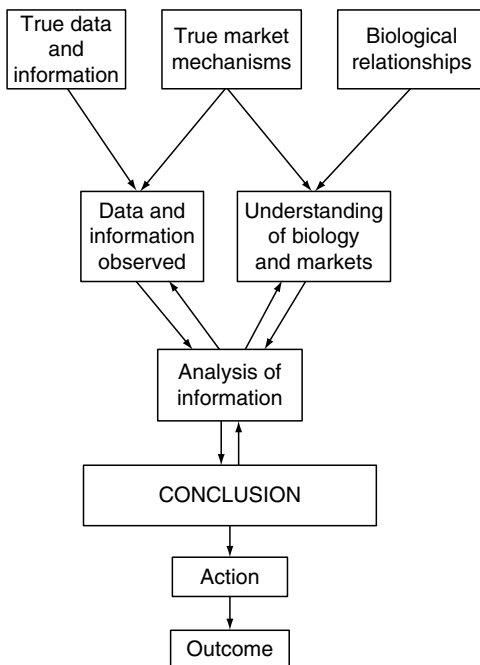 True data
and
information
True market
mechanisms
Biological
relationships
Data and
information
observed
Understanding
of biology
and markets
Analysis of
information
CONCLUSION
Action
Outcome